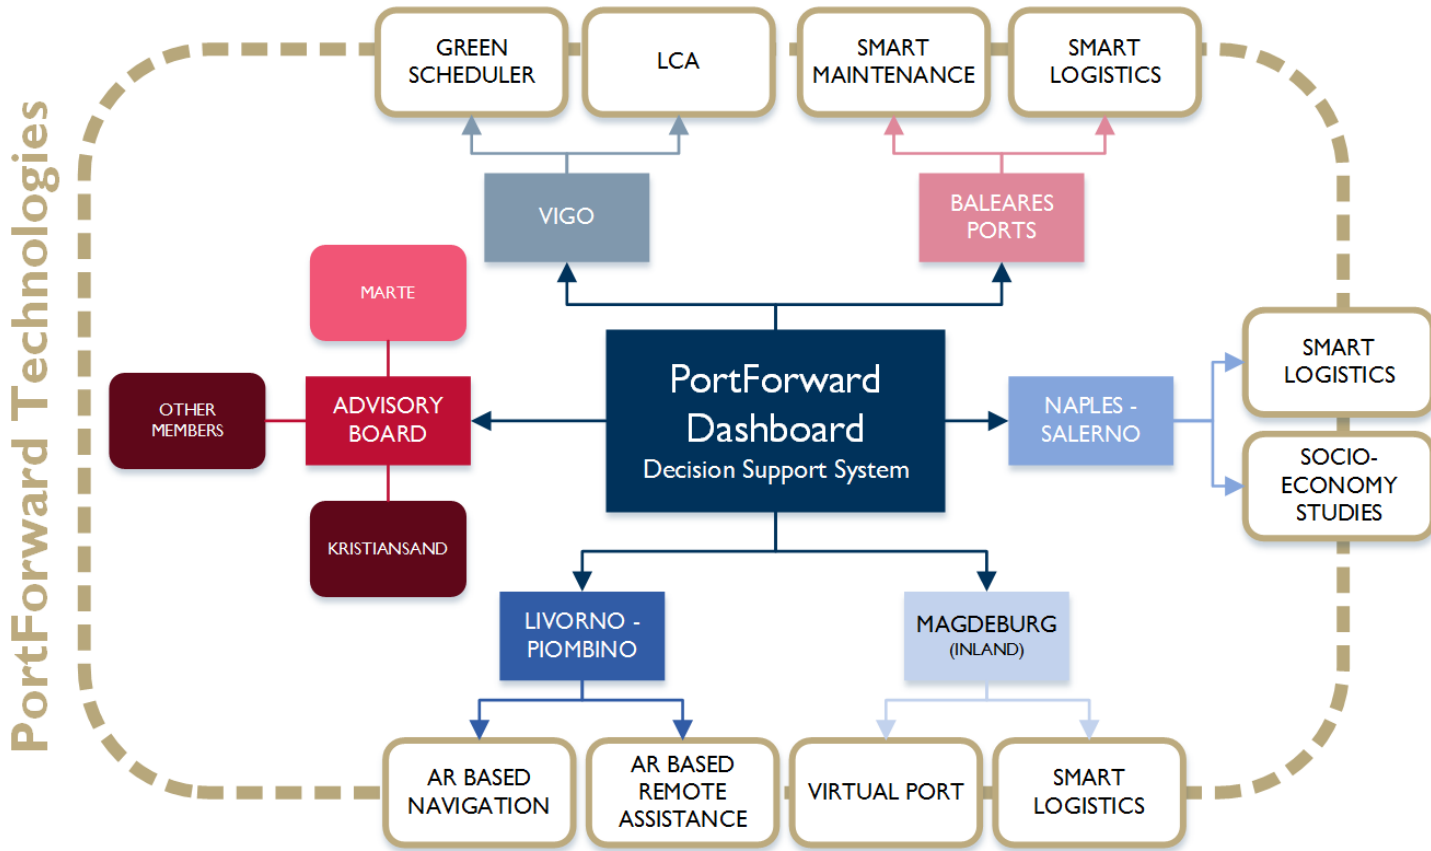 PortForward Technologies
GREEN
SCHEDULER
LCA
SMART
MAINTENANCE
SMART
LOGISTICS
VIGO
BALEARES
PORTS
MARTE
OTHER
MEMBERS
ADVISORY
BOARD
KRISTIANSAND
PortForward
Dashboard
Decision Support System
NAPLES -
SALERNO
SMART
LOGISTICS
SOCIO-
ECONOMY
STUDIES
LIVORNO -
PIOMBINO
MAGDEBURG
(INLAND)
AR BASED
NAVIGATION
AR BASED
REMOTE
ASSISTANCE
VIRTUAL PORT
SMART
LOGISTICS